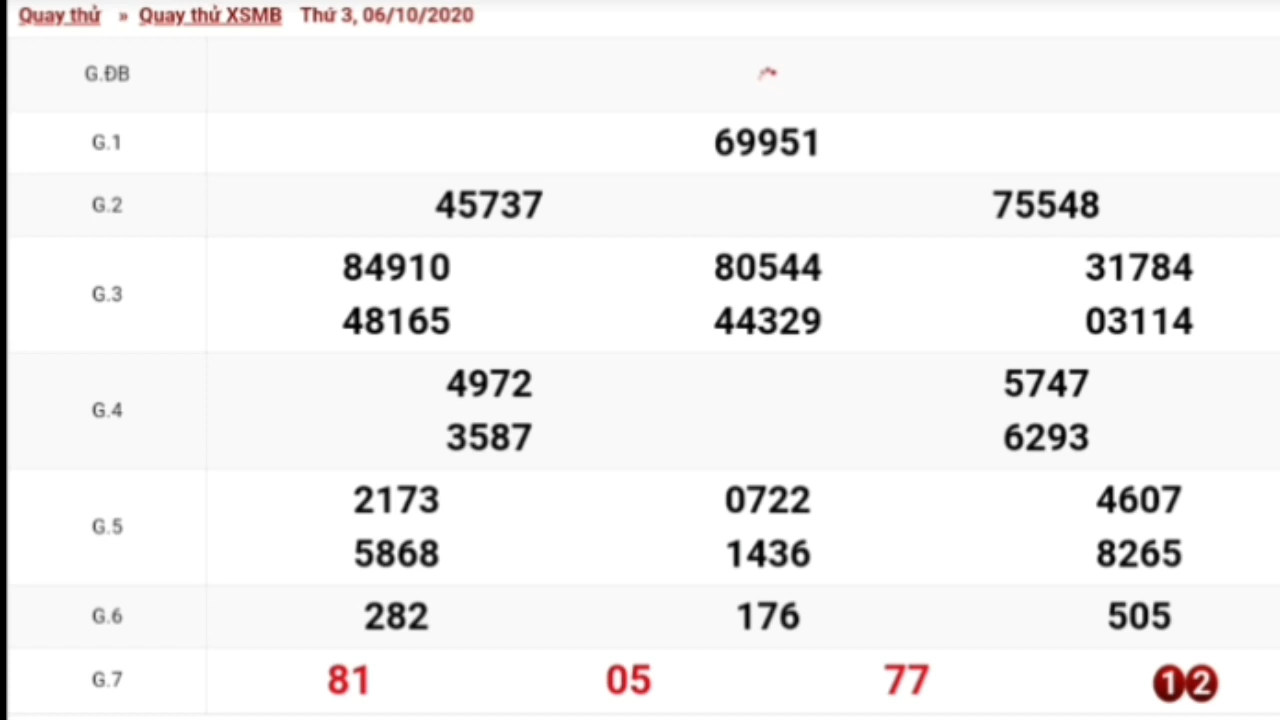 Quay thử » Quay thử XSMB Thứ 3, 06/10/2020
G.ĐB
G.1 69951
G.2 45737 75548
G.3 84910 80544 31784
48165 44329 03114
G.4 4972 5747
3587 6293
G.5 2173 0722 4607
5868 1436 8265
G.6 282 176 505
G.7 81 05 77 12